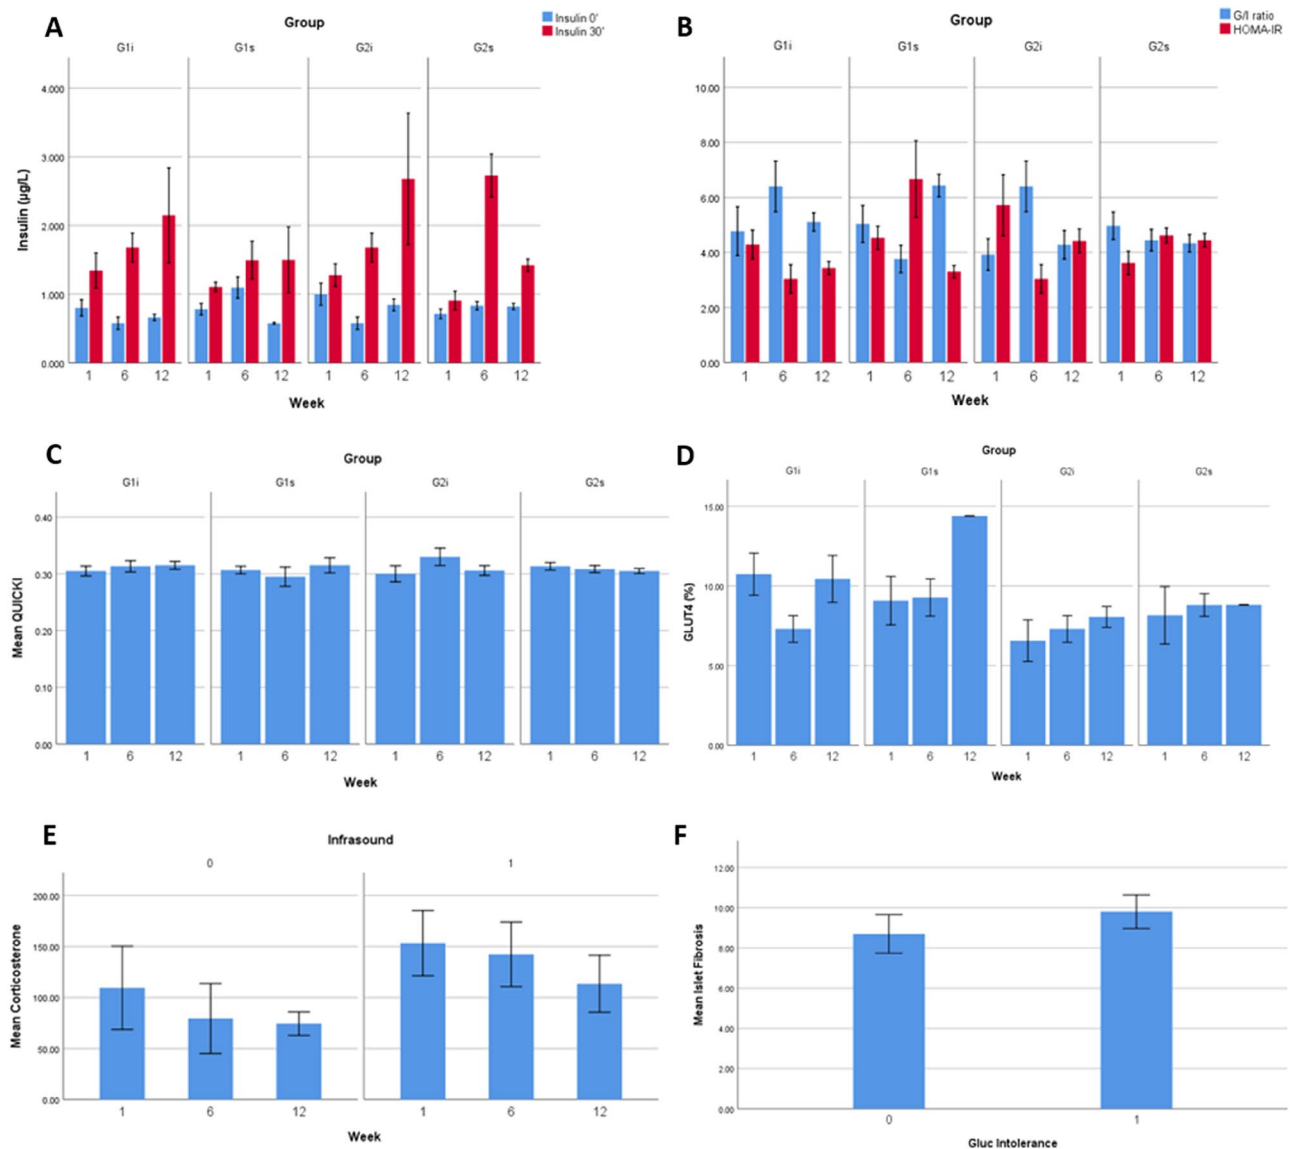 A
Group
Insulin 0'
Insulin 30'
G1i G1s G2i G2s
4.000
3.000
2.000
1.000
0.000
Insulin (µg/L)
1 6 12 1 6 12 1 6 12 1 6 12
Week
B
Group
G/I ratio
HOMA-IR
G1i G1s G2i G2s
10.00
8.00
6.00
4.00
2.00
0.00
1 6 12 1 6 12 1 6 12 1 6 12
Week
C
Group
G1i G1s G2i G2s
0.40
0.30
0.20
0.10
0.00
Mean QUICKI
1 6 12 1 6 12 1 6 12 1 6 12
Week
D
Group
G1i G1s G2i G2s
15.00
10.00
5.00
0.00
GLUT4 (%)
1 6 12 1 6 12 1 6 12 1 6 12
Week
E
Infrasound
0 1
200.00
150.00
100.00
50.00
0.00
Mean Corticosterone
1 6 12 1 6 12
Week
F
12.00
10.00
8.00
6.00
4.00
2.00
0.00
Mean Islet Fibrosis
0 1
Gluc Intolerance